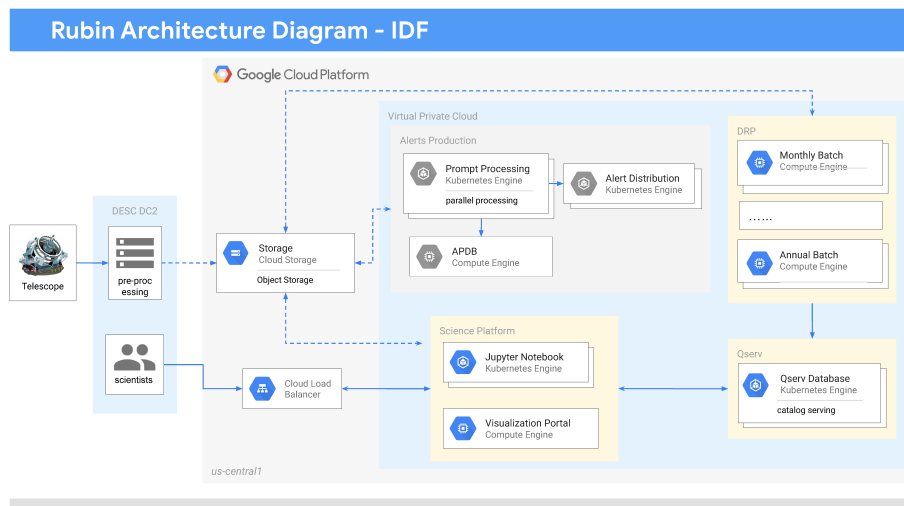 Rubin Architecture Diagram - IDF
Google Cloud Platform
Virtual Private Cloud
Alerts Production
Prompt Processing
Kubernetes Engine
parallel processing
Alert Distribution
Kubernetes Engine
APDB
Compute Engine
DRP
Monthly Batch
Compute Engine
......
Annual Batch
Compute Engine
DESC DC2
Telescope
pre-proc
essing
scientists
Storage
Cloud Storage
Object Storage
Cloud Load
Balancer
Science Platform
Jupyter Notebook
Kubernetes Engine
Visualization Portal
Compute Engine
Qserv
Qserv Database
Kubernetes Engine
catalog serving
us-central1